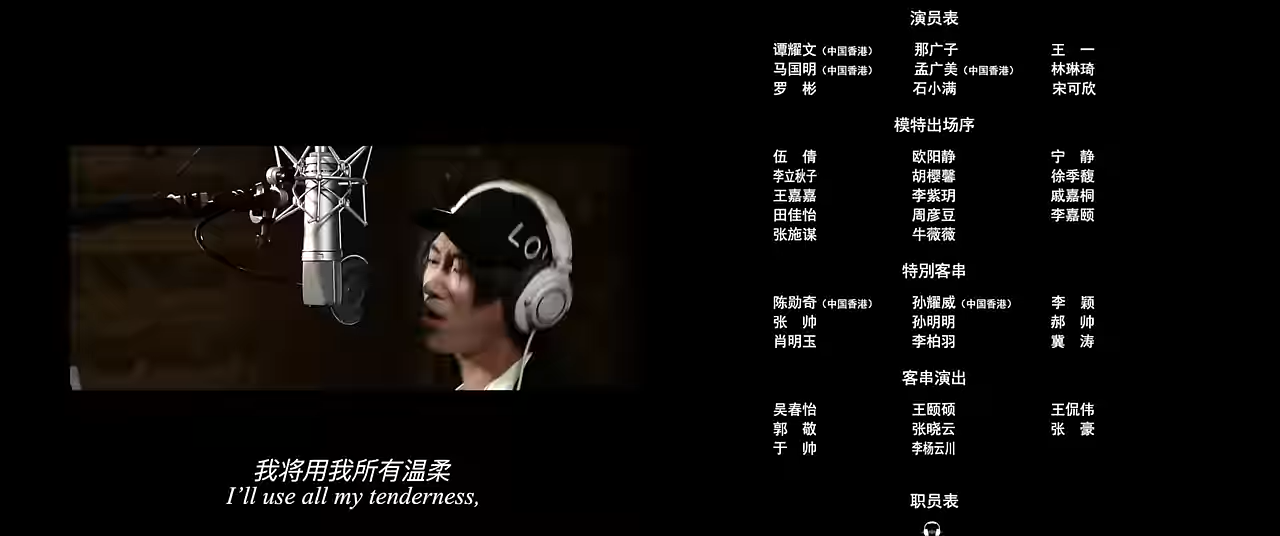 演员表
谭耀文（中国香港） 那广子 王 一
马国明（中国香港） 孟广美（中国香港） 林琳琦
罗 彬 石小满 宋可欣
模特出场序
伍 倩 欧阳静 宁 静
李立秋子 胡樱馨 徐季馥
王嘉嘉 李紫玥 戚嘉桐
田佳怡 周彦豆 李嘉颐
张施谋 牛薇薇
特别客串
陈勋奇（中国香港） 孙耀威（中国香港） 李 颖
张 帅 孙明明 郝 帅
肖明玉 李柏羽 冀 涛
客串演出
吴春怡 王颐硕 王侃伟
郭 敬 张晓云 张 豪
于 帅 李杨云川
职员表
LO
我将用我所有温柔
I'll use all my tenderness,